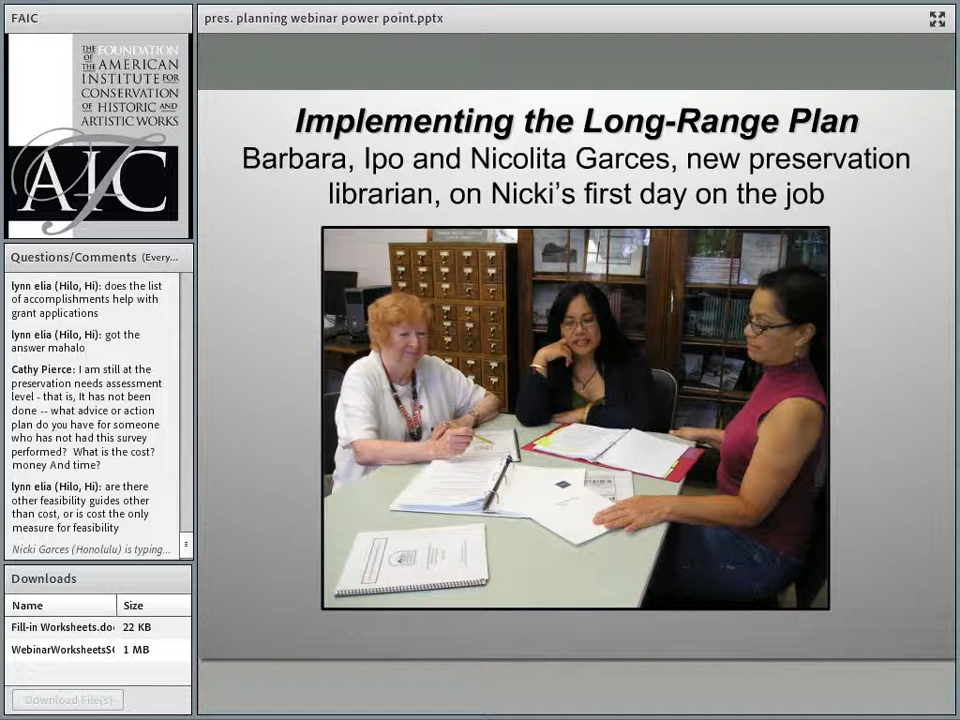 FAIC
THE FOUNDATION
OF THE AMERICAN
INSTITUTE FOR
CONSERVATION
OF HISTORIC AND
ARTISTIC WORKS
AIC
Questions/Comments (Every...
lynn elia (Hilo, Hi): does the list
of accomplishments help with
grant applications
lynn elia (Hilo, Hi): got the
answer mahalo
Cathy Pierce: I am still at the
preservation needs assessment
level - that is, It has not been
done -- what advice or action
plan do you have for someone
who has not had this survey
performed? What is the cost?
money And time?
lynn elia (Hilo, Hi): are there
other feasibility guides other
than cost, or is cost the only
measure for feasibility
Nicki Garces (Honolulu) is typing...
Downloads
Name Size
Fill-in Worksheets.do 22 KB
WebinarWorksheetsS 1 MB
Download File(s)
pres. planning webinar power point.pptx
Implementing the Long-Range Plan
Barbara, Ipo and Nicolita Garces, new preservation
librarian, on Nicki's first day on the job